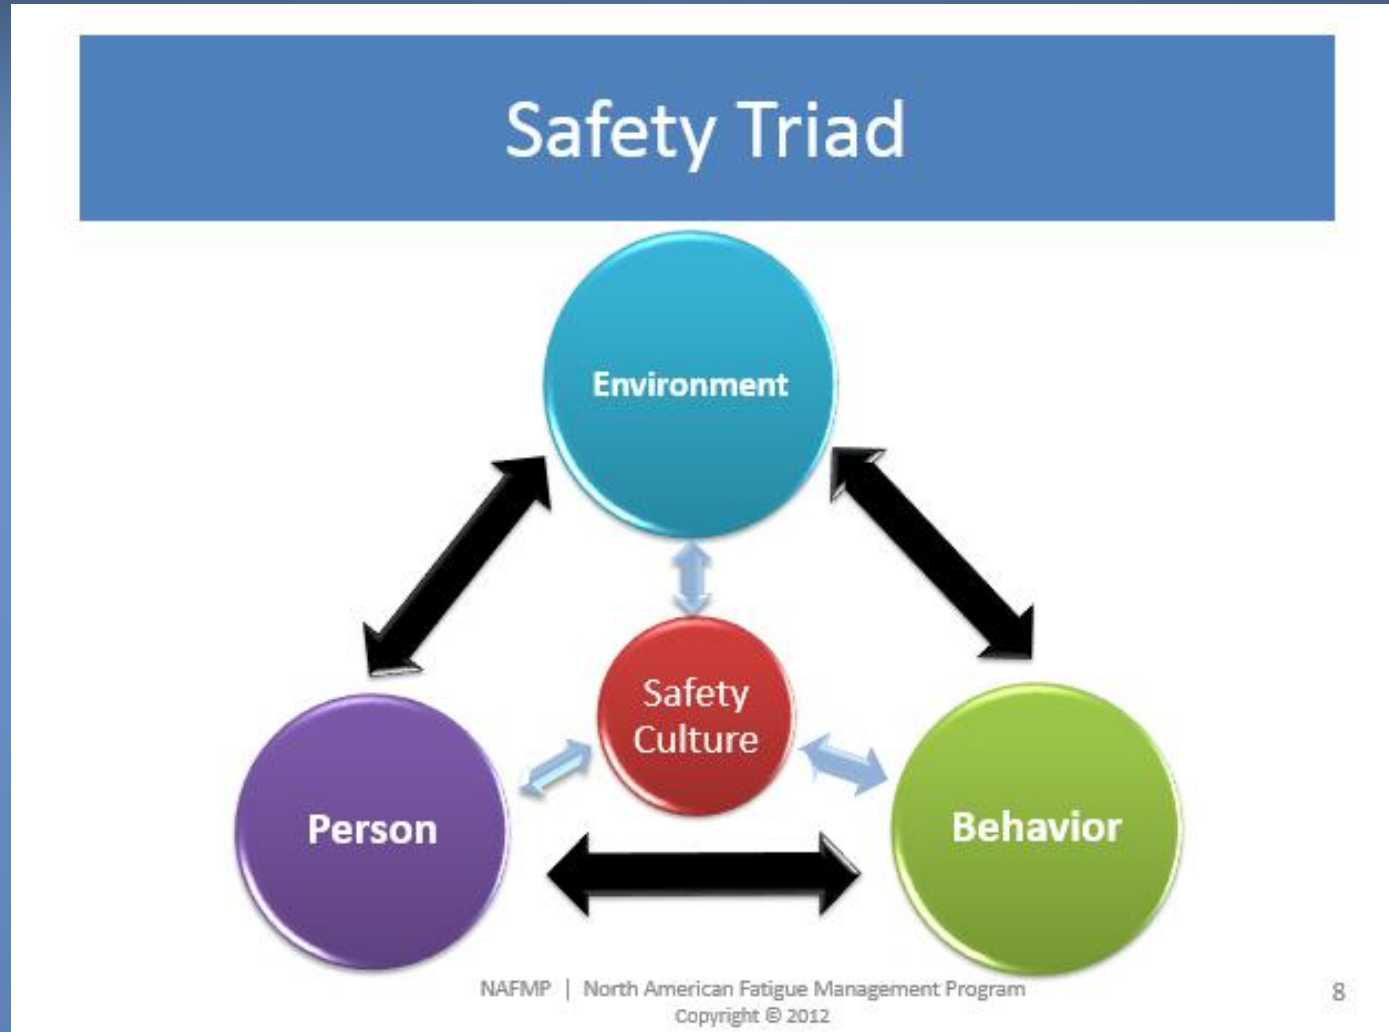 Safety Triad
Environment
Safety
Culture
Person
Behavior
NAFMP | North American Fatigue Management Program
Copyright © 2012
8